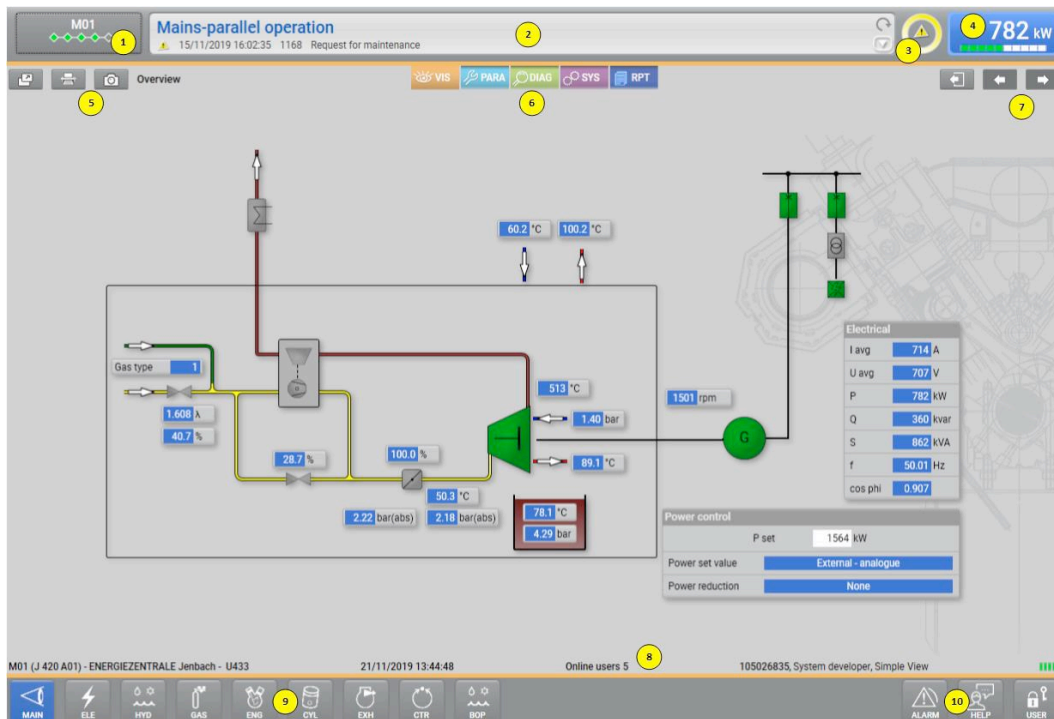 M01
1
Mains-parallel operation
15/11/2019 16:02:35 1168 Request for maintenance
2
3
4
782 kW
5
Overview
VIS
PARA
DIAG
SYS
RPT
6
7
60.2 °C
100.2 °C
Gas type 1
1.608 λ
40.7 %
28.7 %
100.0 %
50.3 °C
2.22 bar(abs)
2.18 bar(abs)
513 °C
1.40 bar
89.1 °C
78.1 °C
4.29 bar
1501 rpm
G
Electrical
I avg 714 A
U avg 707 V
P 782 kW
Q 360 kvar
S 862 kVA
f 50.01 Hz
cos phi 0.907
Power control
P set 1564 kW
Power set value External - analogue
Power reduction None
M01 (J 420 A01) - ENERGIEZENTRALE Jenbach - U433
21/11/2019 13:44:48
Online users 5
8
105026835, System developer, Simple View
MAIN
ELE
HYD
GAS
ENG
9
CYL
EXH
CTR
BOP
ALARM
10
HELP
USER